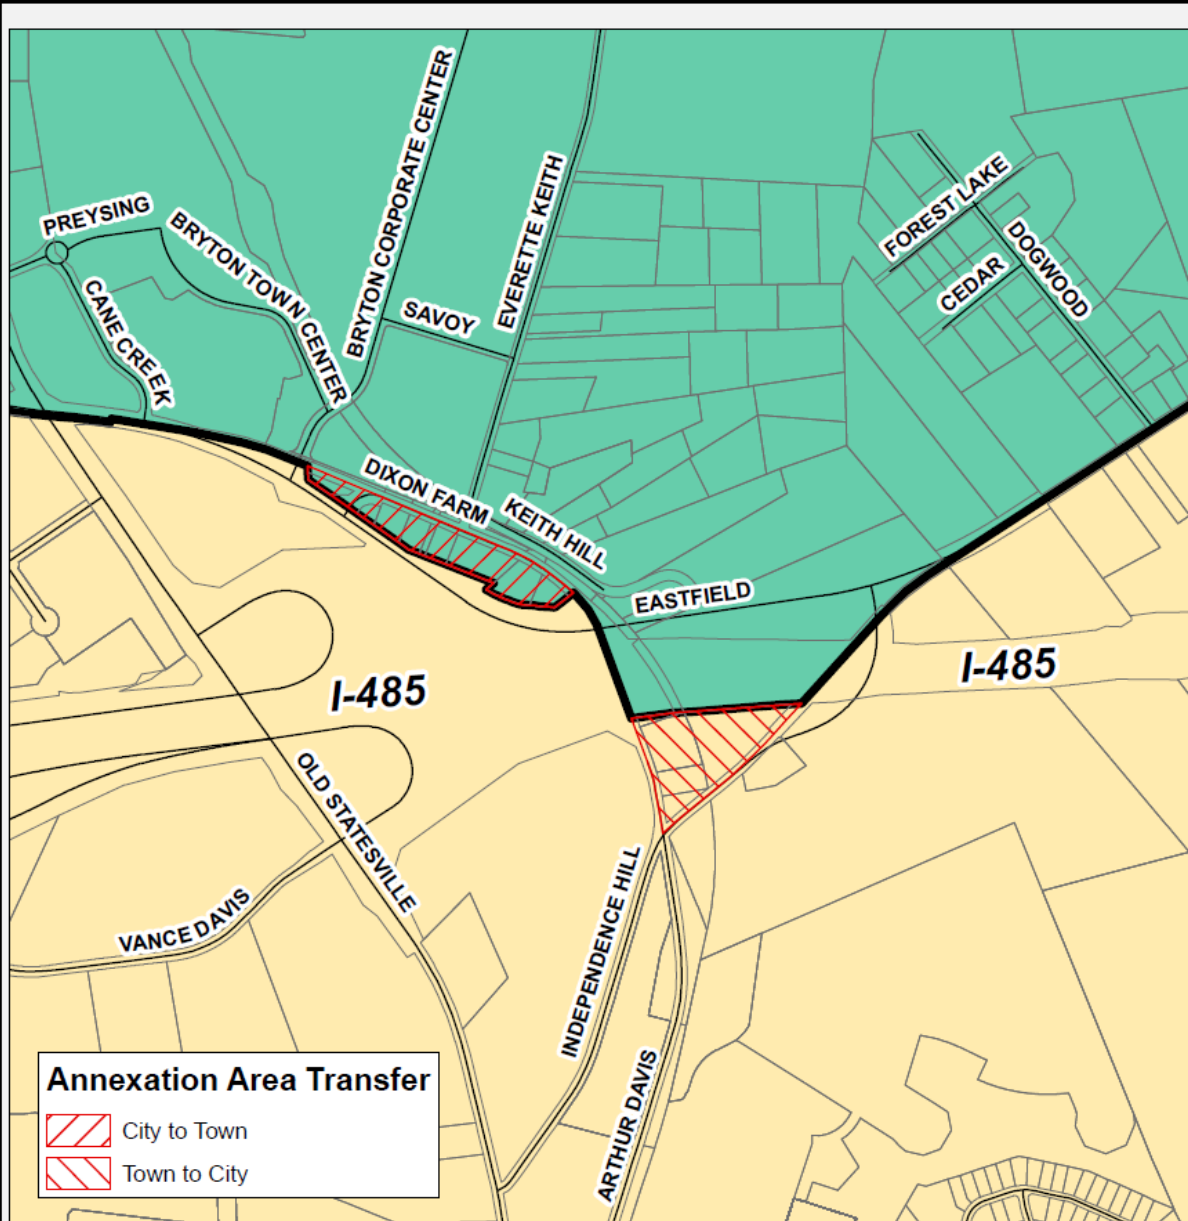 BRYTON CORPORATE CENTER
EVERETTE KEITH
FOREST LAKE
PREYSING
BRYTON TOWN CENTER
DOGWOOD
CEDAR
CANE CREEK
SAVOY
DIXON FARM
KEITH HILL
EASTFIELD
I-485
I-485
OLD STATESVILLE
VANCE DAVIS
INDEPENDENCE HILL
ARTHUR DAVIS
Annexation Area Transfer
City to Town
Town to City